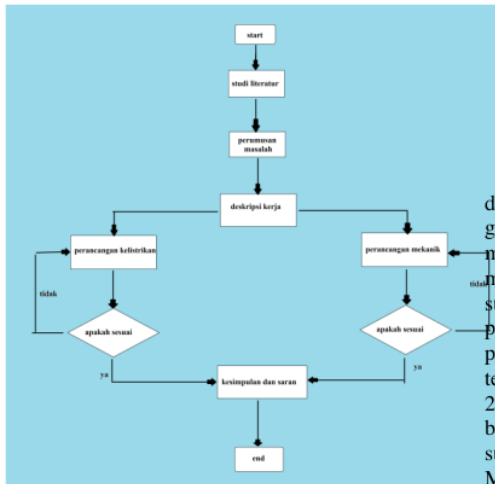 start
studi literatur
perumusan
masalah
deskripsi kerja
perancangan kelistrikan
perancangan mekanik
tidak
tidak
apakah sesuai
apakah sesuai
ya
ya
kesimpulan dan saran
end